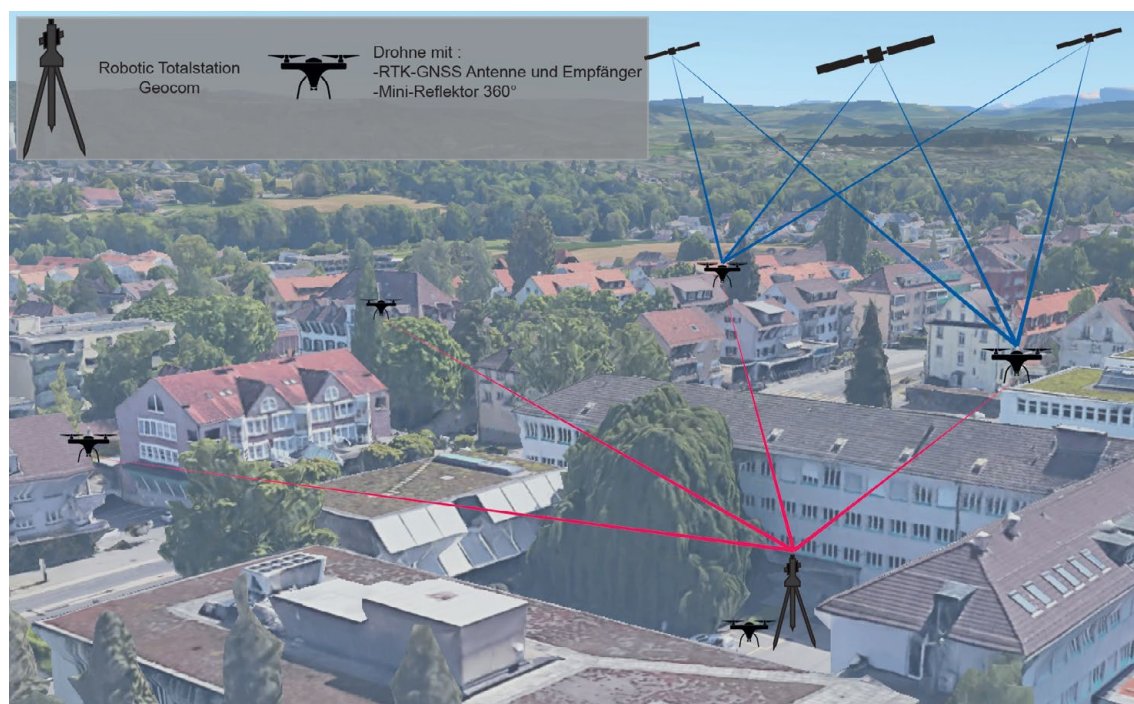 Robotic Totalstation
Geocom
Drohne mit :
-RTK-GNSS Antenne und Empfänger
-Mini-Reflektor 360°